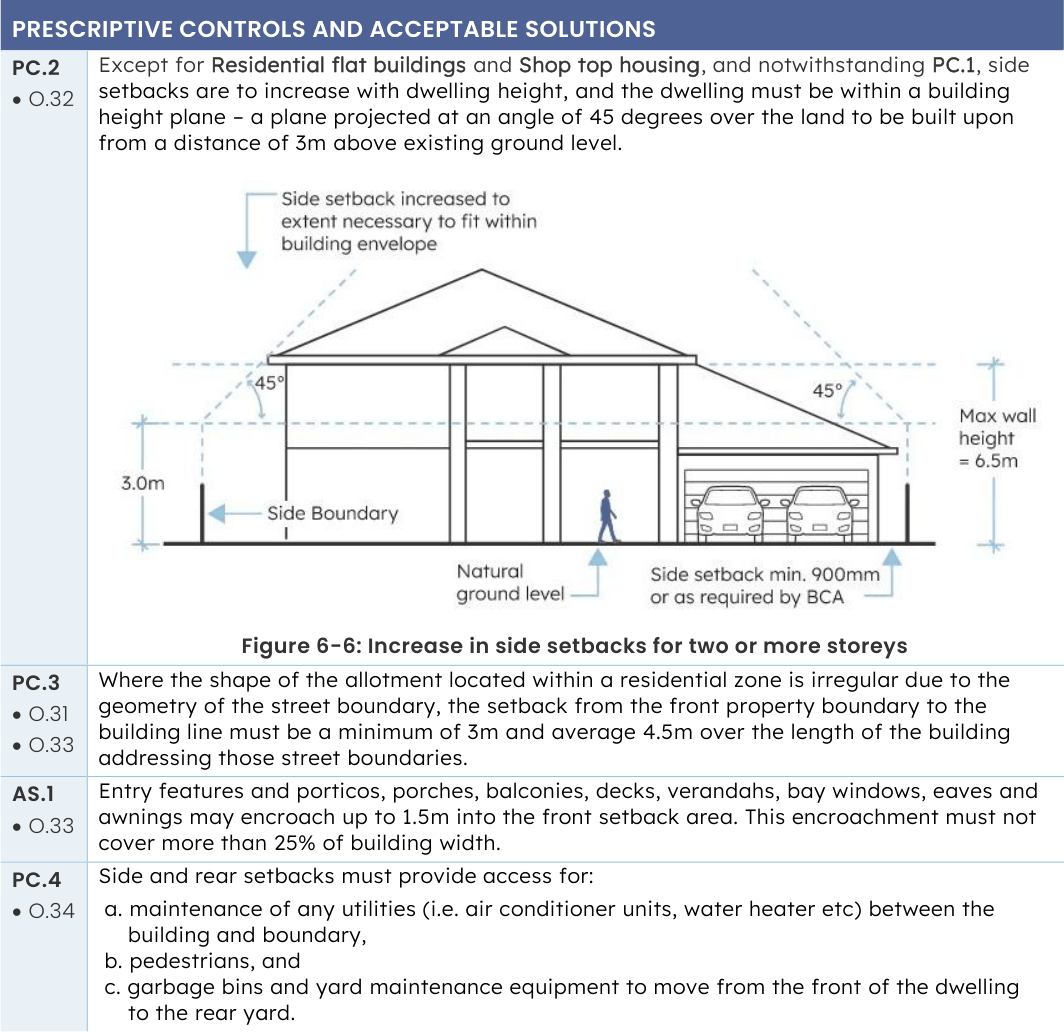 PRESCRIPTIVE CONTROLS AND ACCEPTABLE SOLUTIONS
PC.2
• O.32
Except for Residential flat buildings and Shop top housing, and notwithstanding PC.1, side
setbacks are to increase with dwelling height, and the dwelling must be within a building
height plane – a plane projected at an angle of 45 degrees over the land to be built upon
from a distance of 3m above existing ground level.
Side setback increased to
extent necessary to fit within
building envelope
45°
45°
Max wall
height
= 6.5m
3.0m
Side Boundary
Natural
ground level
Side setback min. 900mm
or as required by BCA
Figure 6-6: Increase in side setbacks for two or more storeys
PC.3
• O.31
• O.33
Where the shape of the allotment located within a residential zone is irregular due to the
geometry of the street boundary, the setback from the front property boundary to the
building line must be a minimum of 3m and average 4.5m over the length of the building
addressing those street boundaries.
AS.1
• O.33
Entry features and porticos, porches, balconies, decks, verandahs, bay windows, eaves and
awnings may encroach up to 1.5m into the front setback area. This encroachment must not
cover more than 25% of building width.
PC.4
• O.34
Side and rear setbacks must provide access for:
a. maintenance of any utilities (i.e. air conditioner units, water heater etc) between the
building and boundary,
b. pedestrians, and
c. garbage bins and yard maintenance equipment to move from the front of the dwelling
to the rear yard.